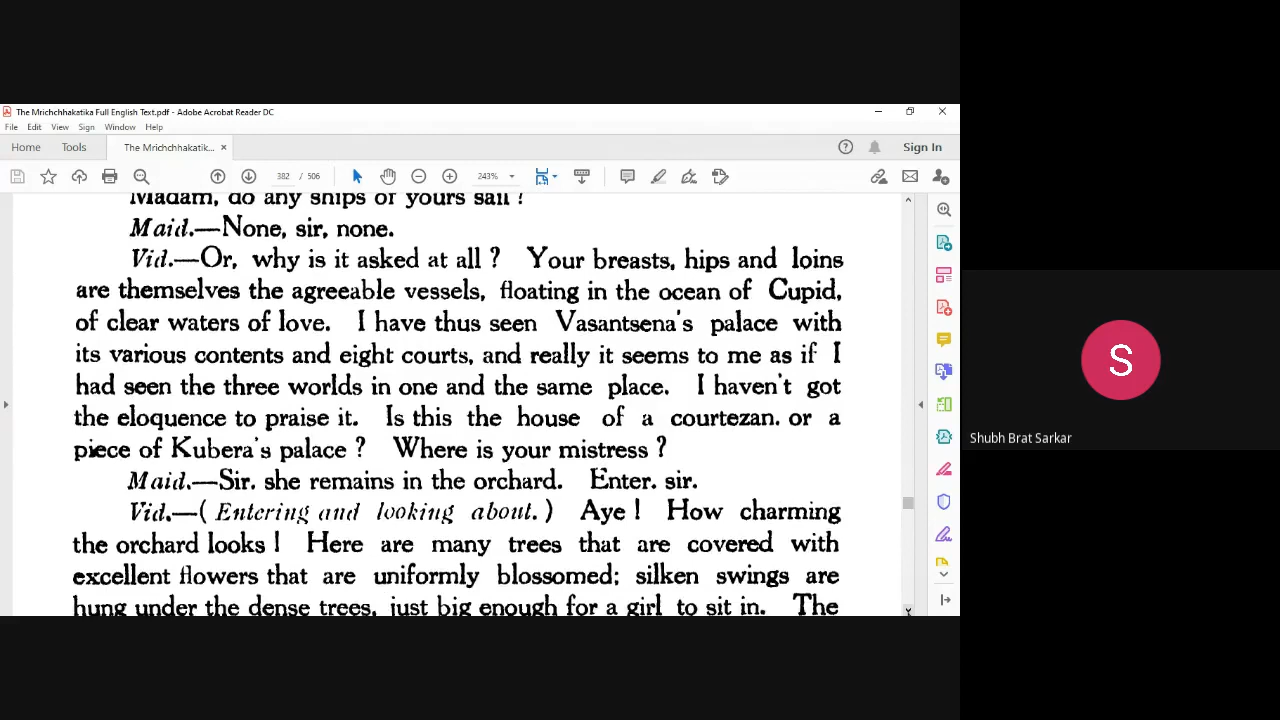 The Mrichchhakatika Full English Text.pdf - Adobe Acrobat Reader DC
File Edit View Sign Window Help
Home Tools The Mrichchhakatik... × Sign In
382 / 506 243%
Madam, do any ships of yours sail ?
Maid.—None, sir, none.
Vid.—Or, why is it asked at all ? Your breasts, hips and loins
are themselves the agreeable vessels, floating in the ocean of Cupid,
of clear waters of love. I have thus seen Vasantsena's palace with
its various contents and eight courts, and really it seems to me as if I
had seen the three worlds in one and the same place. I haven't got
the eloquence to praise it. Is this the house of a courtezan. or a
piece of Kubera's palace ? Where is your mistress ?
Maid.—Sir. she remains in the orchard. Enter. sir.
Vid.—( Entering and looking about. ) Aye ! How charming
the orchard looks ! Here are many trees that are covered with
excellent flowers that are uniformly blossomed; silken swings are
hung under the dense trees, just big enough for a girl to sit in. The
S
Shubh Brat Sarkar